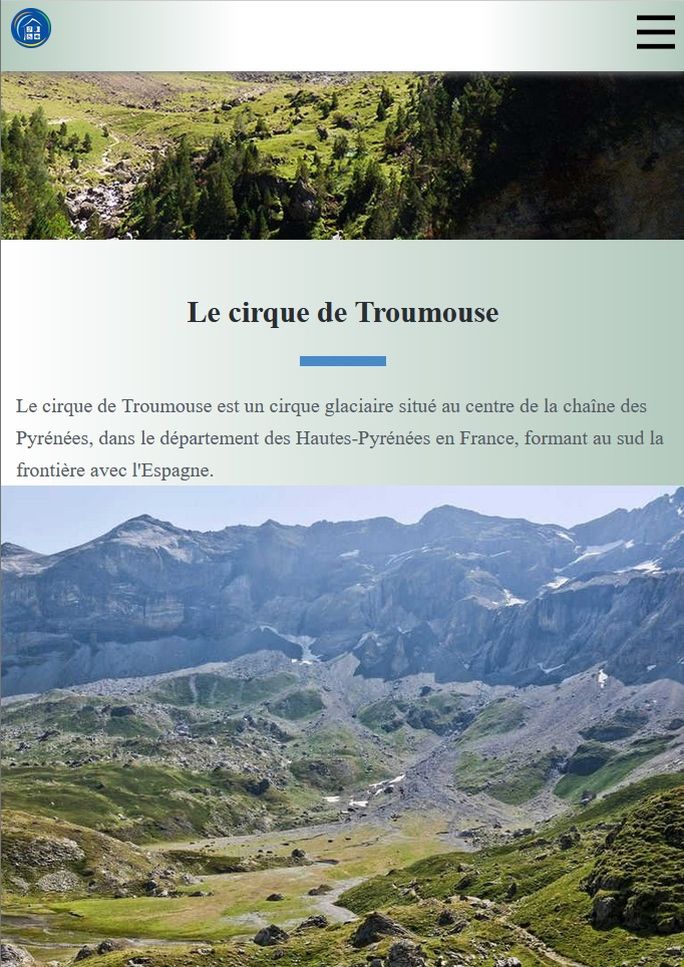 Le cirque de Troumouse
Le cirque de Troumouse est un cirque glaciaire situé au centre de la chaîne des
Pyrénées, dans le département des Hautes-Pyrénées en France, formant au sud la
frontière avec l'Espagne.